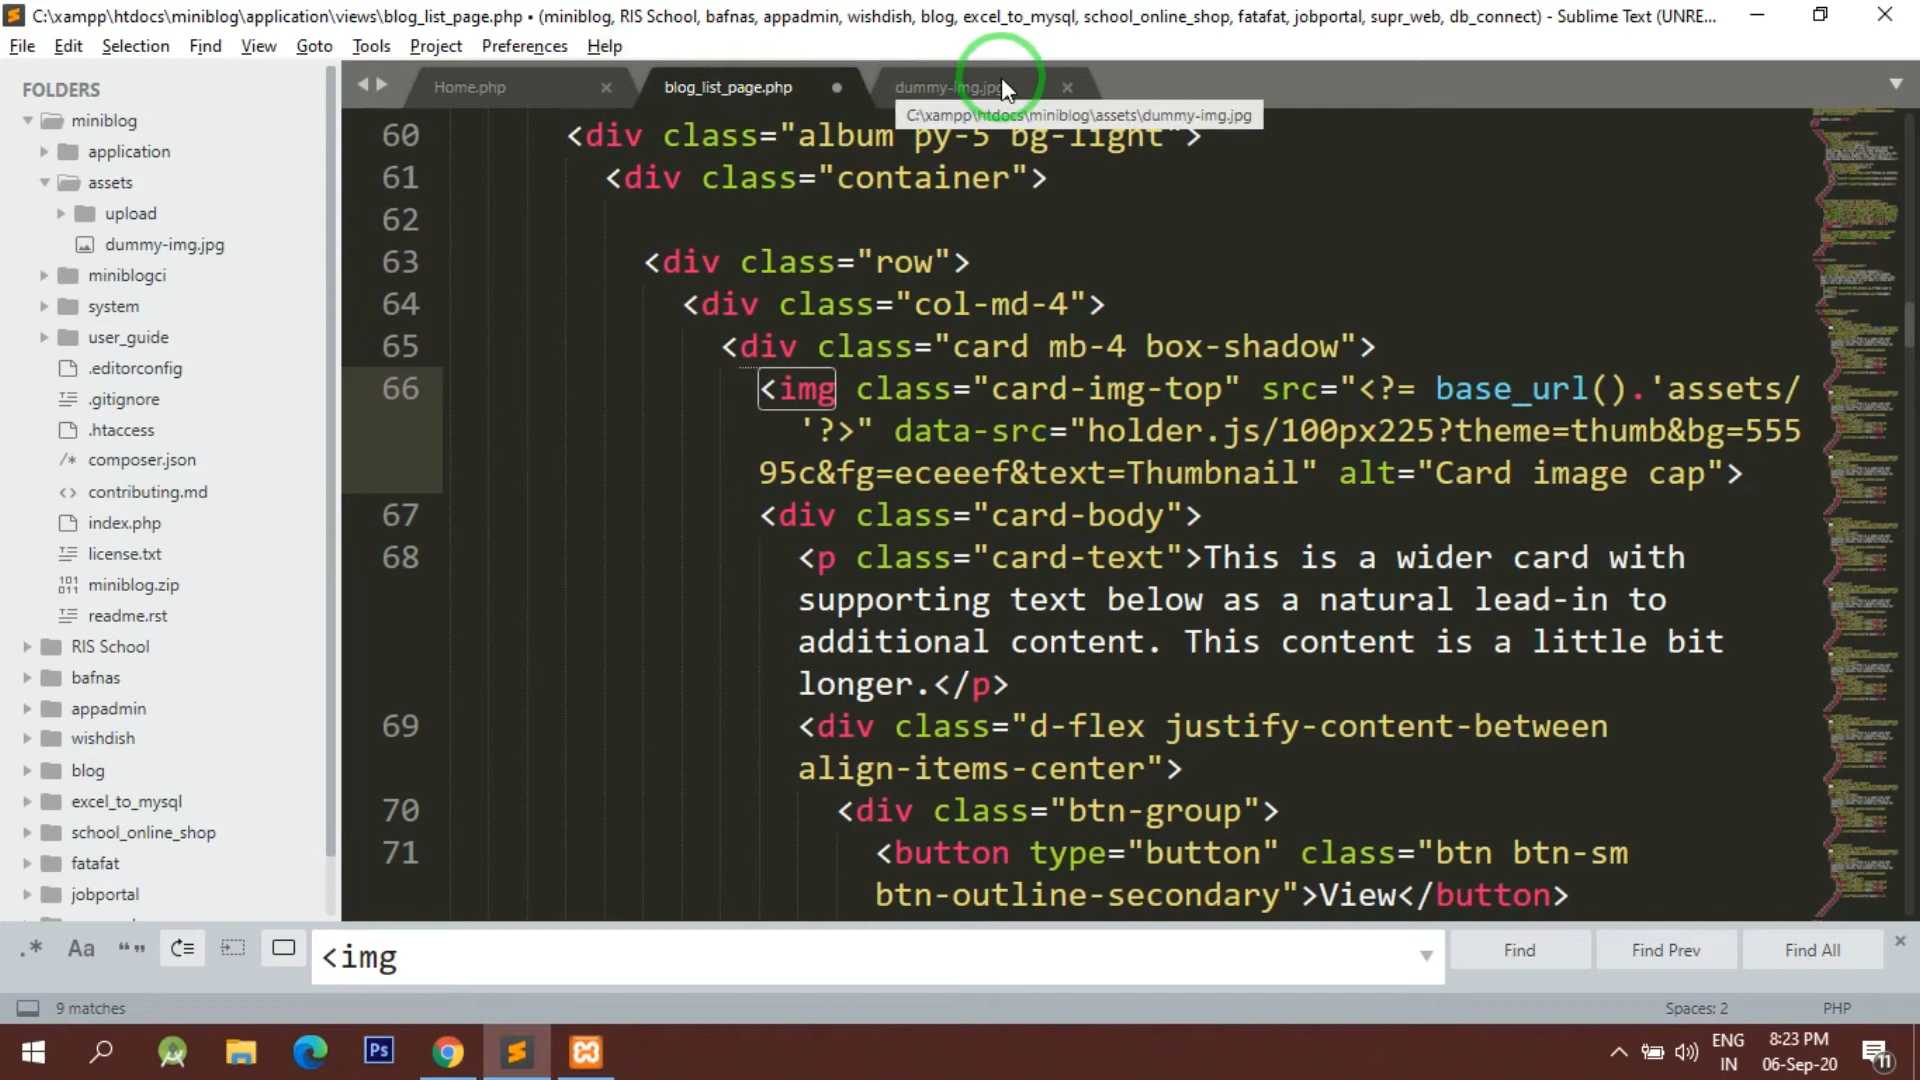 C:\xampp\htdocs\miniblog\application\views\blog_list_page.php • (miniblog, RIS School, bafnas, appadmin, wishdish, blog, excel_to_mysql, school_online_shop, fatafat, jobportal, supr_web, db_connect) - Sublime Text (UNRE...
File Edit Selection Find View Goto Tools Project Preferences Help
FOLDERS
miniblog
application
assets
upload
dummy-img.jpg
miniblogci
system
user_guide
.editorconfig
.gitignore
.htaccess
composer.json
contributing.md
index.php
license.txt
miniblog.zip
readme.rst
RIS School
bafnas
appadmin
wishdish
blog
excel_to_mysql
school_online_shop
fatafat
jobportal
Home.php
blog_list_page.php
dummy-img.jpg
C:\xampp\htdocs\miniblog\assets\dummy-img.jpg
60 <div class="album py-5 bg-light">
61 <div class="container">
62
63 <div class="row">
64 <div class="col-md-4">
65 <div class="card mb-4 box-shadow">
66 <img class="card-img-top" src="<?= base_url().'assets/
'?>" data-src="holder.js/100px225?theme=thumb&bg=555
95c&fg=eceeef&text=Thumbnail" alt="Card image cap">
67 <div class="card-body">
68 <p class="card-text">This is a wider card with
supporting text below as a natural lead-in to
additional content. This content is a little bit
longer.</p>
69 <div class="d-flex justify-content-between
align-items-center">
70 <div class="btn-group">
71 <button type="button" class="btn btn-sm
btn-outline-secondary">View</button>
.* Aa “” <img Find Find Prev Find All
9 matches Spaces: 2 PHP
Ps
ENG
IN
8:23 PM
06-Sep-20
11